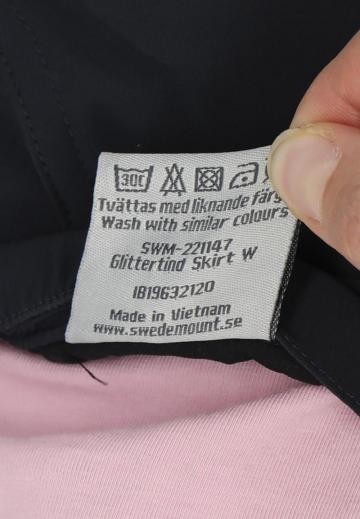 30C
Tvättas med liknande färg
Wash with similar colours
SWM-221147
Glittertind Skirt W
IB19632120
Made in Vietnam
www.swedemount.se